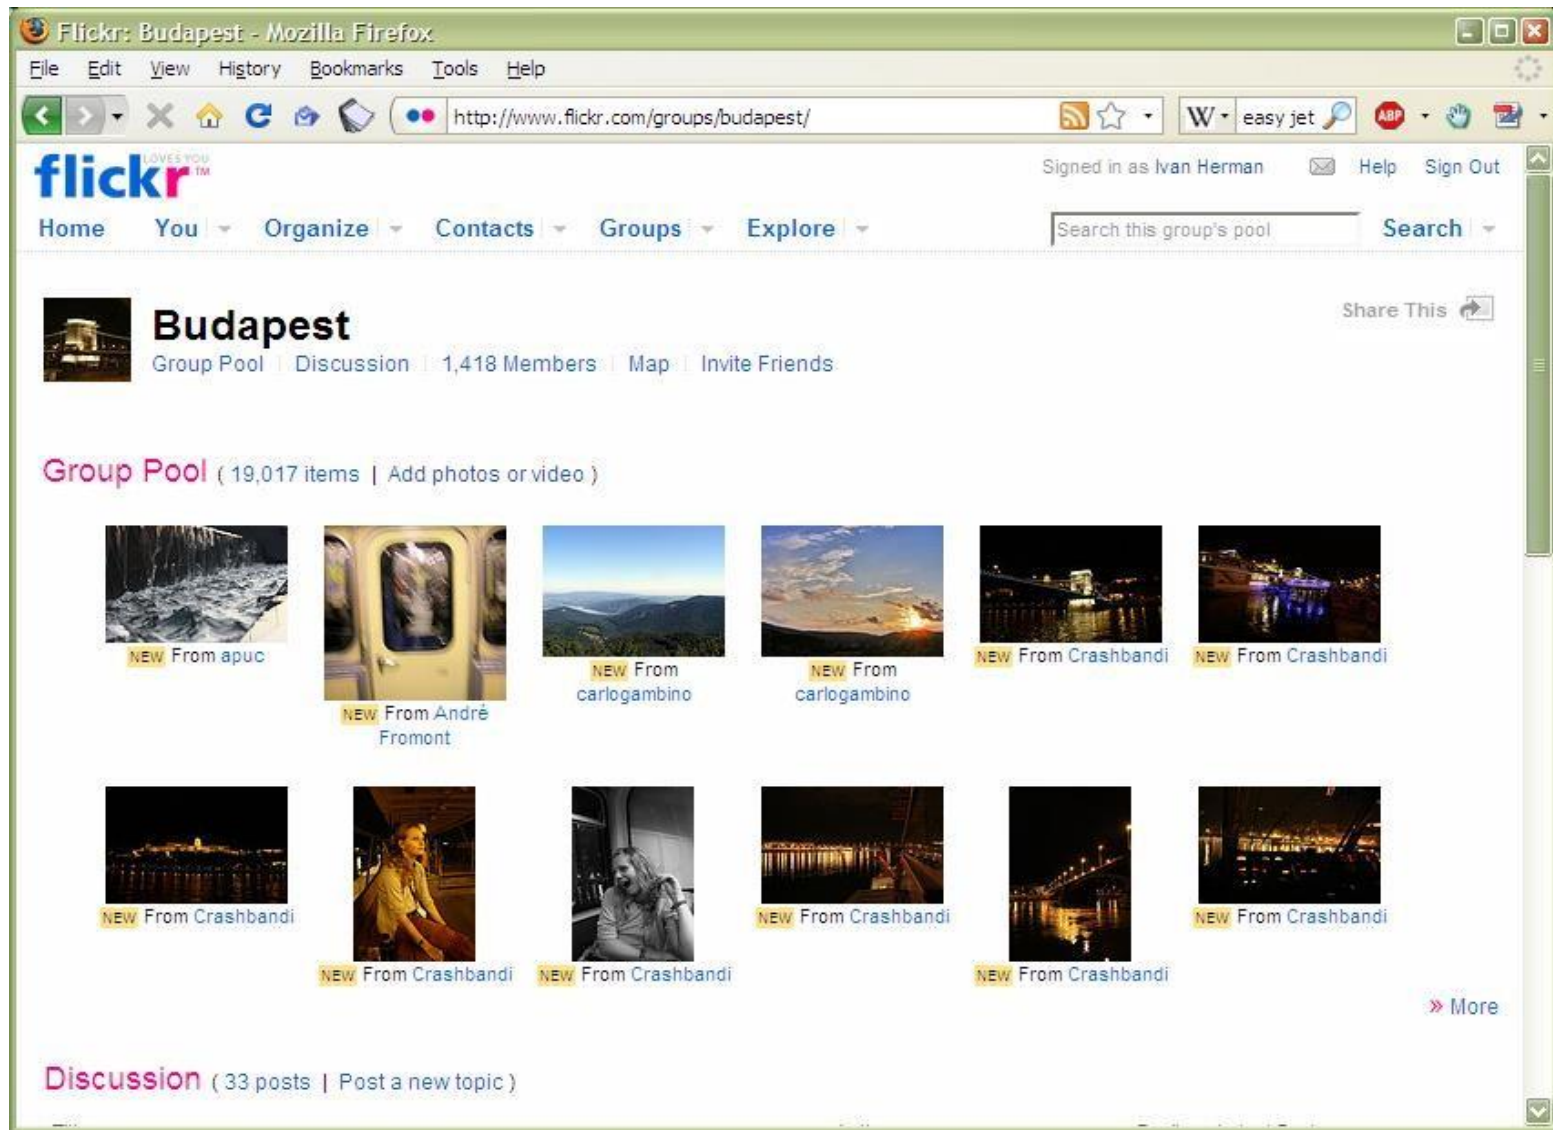 Flickr: Budapest - Mozilla Firefox
File Edit View History Bookmarks Tools Help
http://www.flickr.com/groups/budapest/ W easy jet ABP
flickr LOVES YOU TM
Signed in as Ivan Herman Help Sign Out
Home You Organize Contacts Groups Explore Search this group's pool Search
Budapest
Share This
Group Pool Discussion 1,418 Members Map Invite Friends
Group Pool ( 19,017 items | Add photos or video )
NEW From apuc
NEW From André
Fromont
NEW From
carlogambino
NEW From
carlogambino
NEW From Crashbandi
NEW From Crashbandi
NEW From Crashbandi
NEW From Crashbandi
NEW From Crashbandi
NEW From Crashbandi
NEW From Crashbandi
NEW From Crashbandi
» More
Discussion ( 33 posts | Post a new topic )